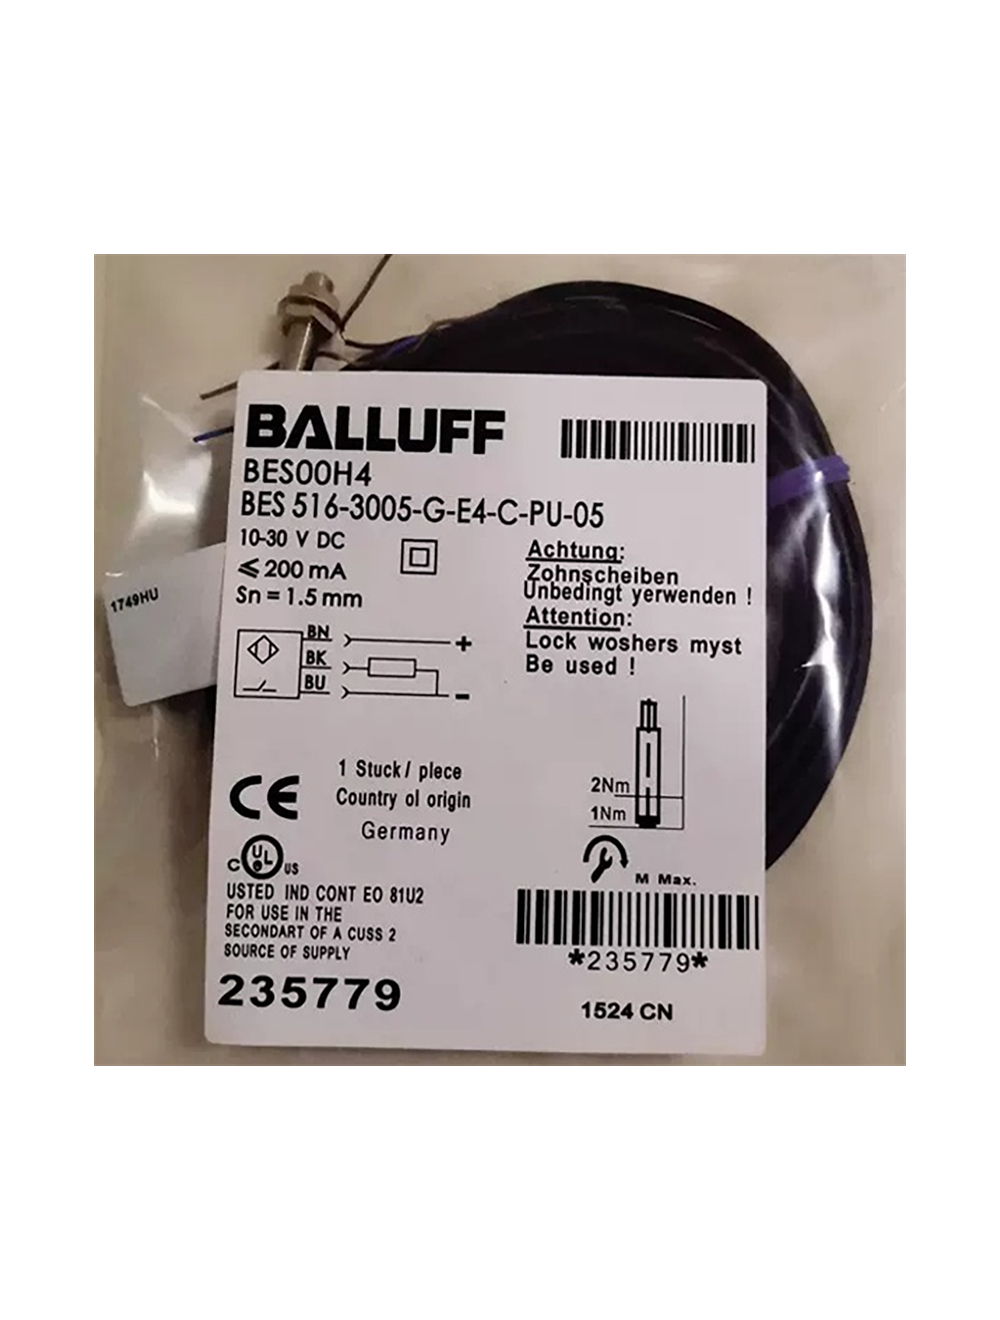 BALLUFF
BES00H4
BES 516-3005-G-E4-C-PU-05
10-30 V DC
≤ 200 mA
Sn = 1.5 mm
Achtung:
Zohnscheiben
Unbedingt yerwenden !
Attention:
Lock woshers myst
Be used !
1749HU
BN
+
BK
BU
-
1 Stuck / plece
Country ol origin
Germany
2Nm
1Nm
M Max.
CE
C UL US
USTED IND CONT EO 81U2
FOR USE IN THE
SECONDART OF A CUSS 2
SOURCE OF SUPPLY
235779
*235779*
1524 CN